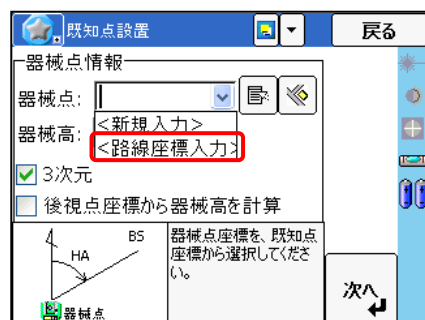 既知点設置
戻る
器械点情報
器械点:
<新規入力>
器械高:
<路線座標入力>
3次元
後視点座標から器械高を計算
BS
HA
器械点
器械点座標を、既知点
座標から選択してくださ
い。
次へ